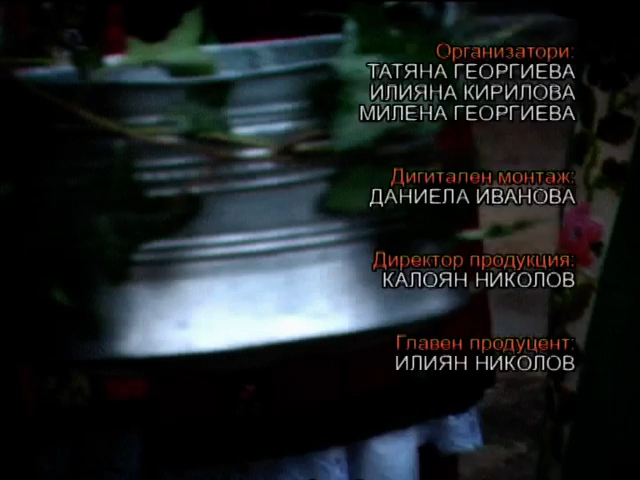 Организатори:
ТАТЯНА ГЕОРГИЕВА
ИЛИЯНА КИРИЛОВА
МИЛЕНА ГЕОРГИЕВА
Дигитален монтаж:
ДАНИЕЛА ИВАНОВА
Директор продукция:
КАЛОЯН НИКОЛОВ
Главен продуцент:
ИЛИЯН НИКОЛОВ